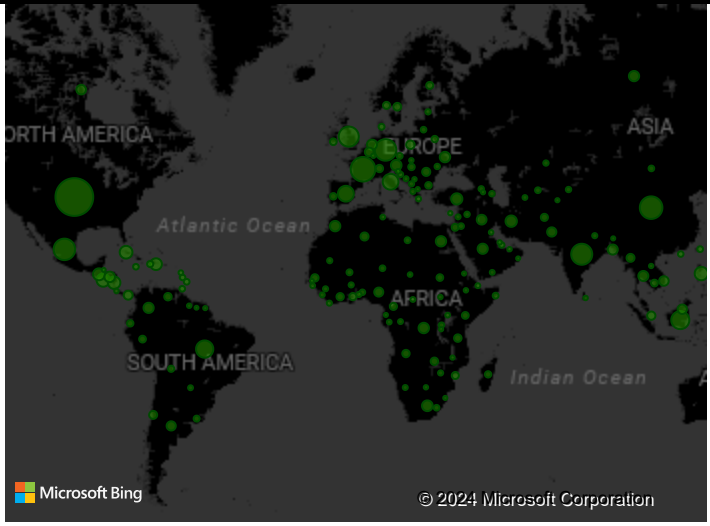 ORTH AMERICA
EUROPE
ASIA
Atlantic Ocean
AFRICA
SOUTH AMERICA
Indian Ocean
A
Microsoft Bing
© 2024 Microsoft Corporation